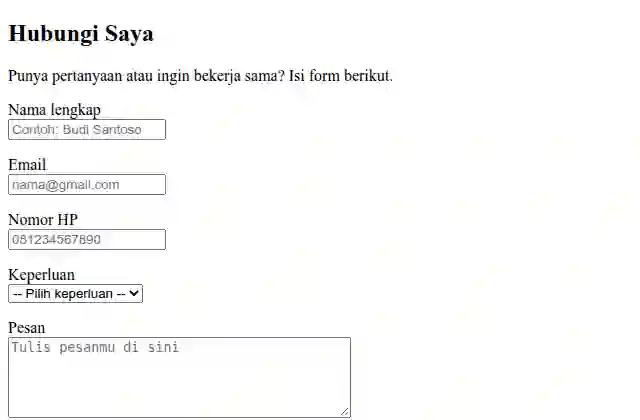 Hubungi Saya
Punya pertanyaan atau ingin bekerja sama? Isi form berikut.
Nama lengkap
Contoh: Budi Santoso
Email
nama@gmail.com
Nomor HP
081234567890
Keperluan
-- Pilih keperluan --
Pesan
Tulis pesanmu di sini